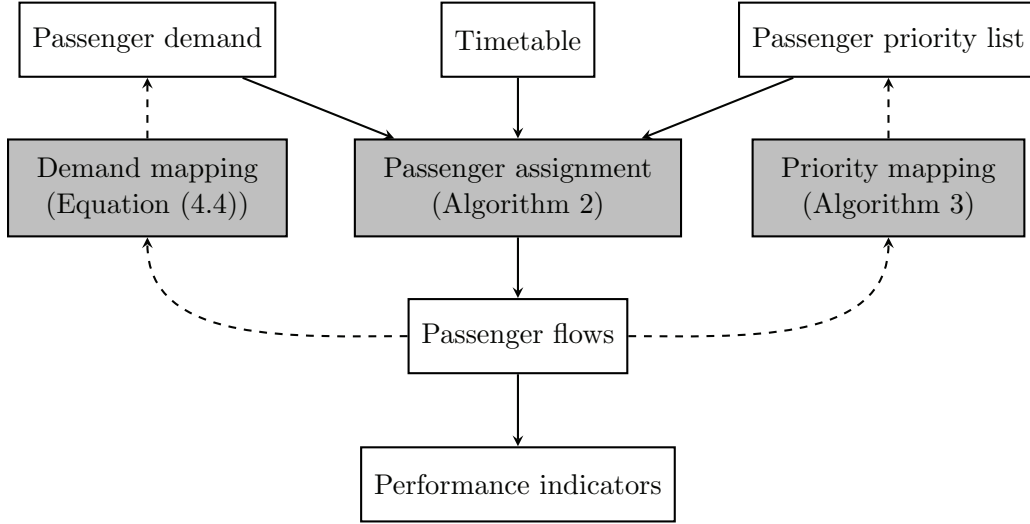 Passenger demand
Timetable
Passenger priority list
Demand mapping
(Equation (4.4))
Passenger assignment
(Algorithm 2)
Priority mapping
(Algorithm 3)
Passenger flows
Performance indicators